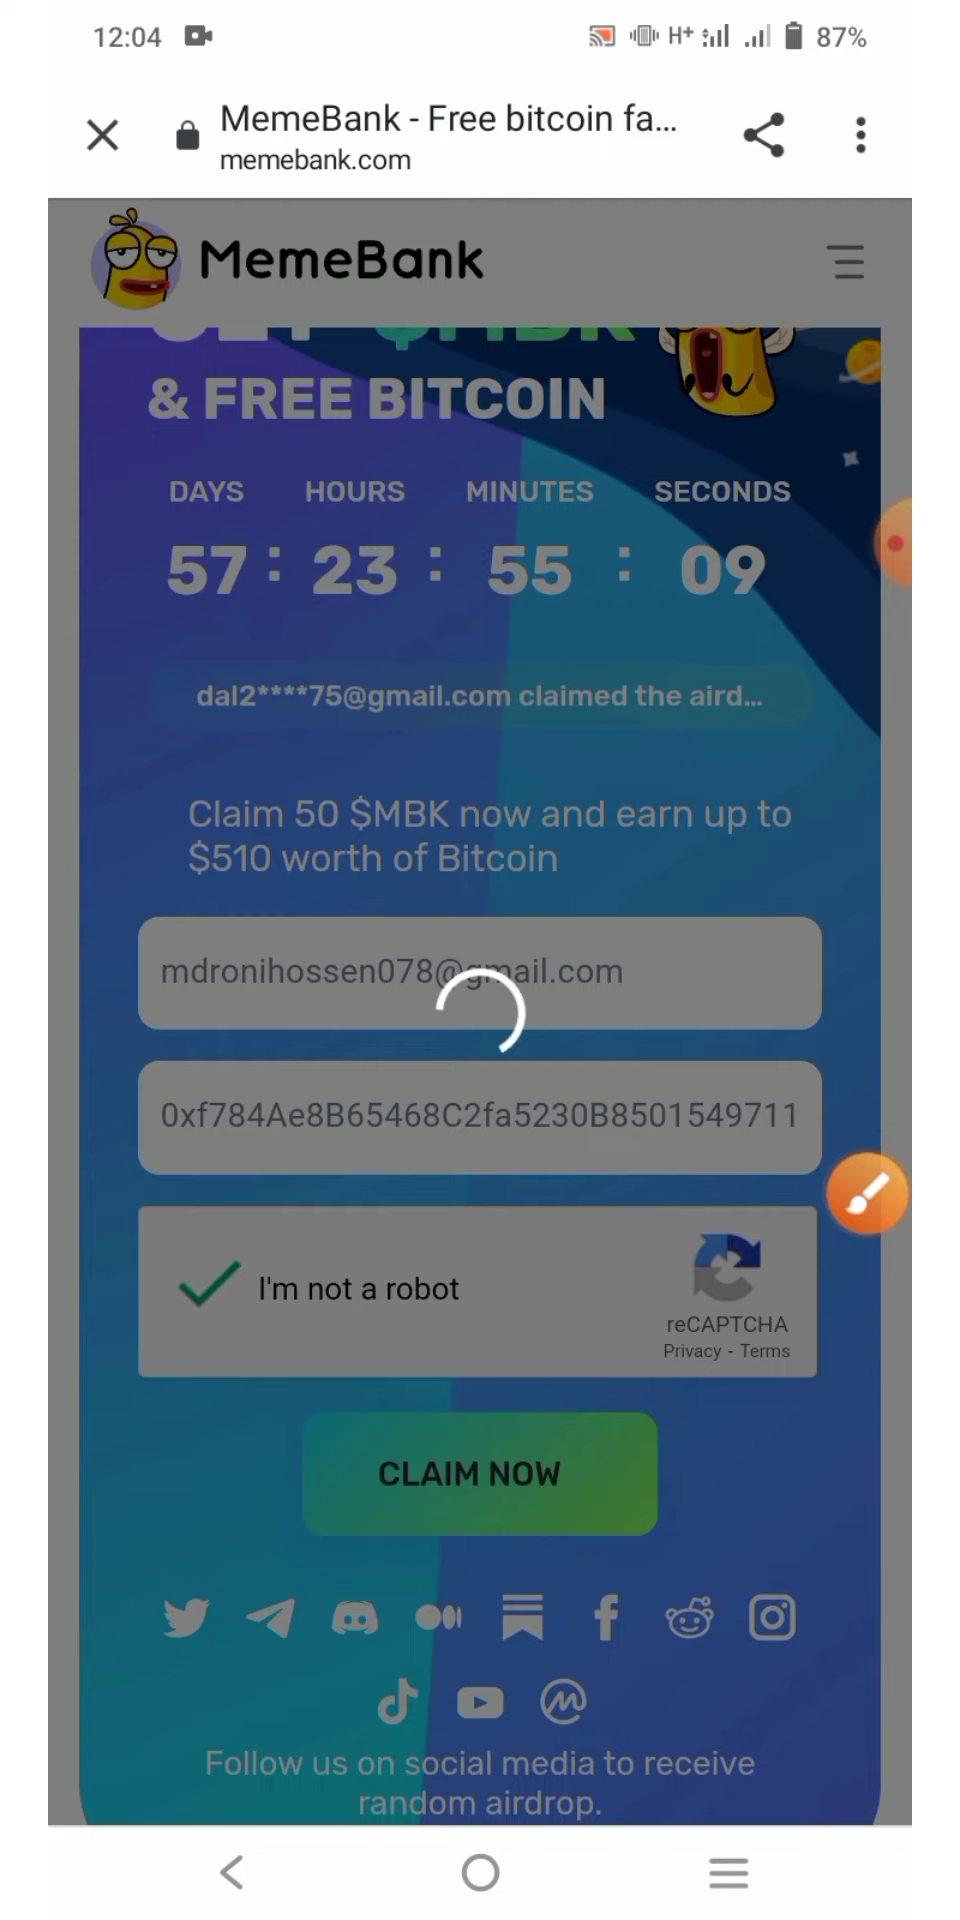 12:04 H+ 87%
MemeBank - Free bitcoin fa...
memebank.com
MemeBank
GET $MBK
& FREE BITCOIN
DAYS HOURS MINUTES SECONDS
57 : 23 : 55 : 09
dal2****75@gmail.com claimed the aird...
Claim 50 $MBK now and earn up to
$510 worth of Bitcoin
mdronihossen078@gmail.com
0xf784Ae8B65468C2fa5230B8501549711
I'm not a robot
reCAPTCHA
Privacy - Terms
CLAIM NOW
Follow us on social media to receive
random airdrop.